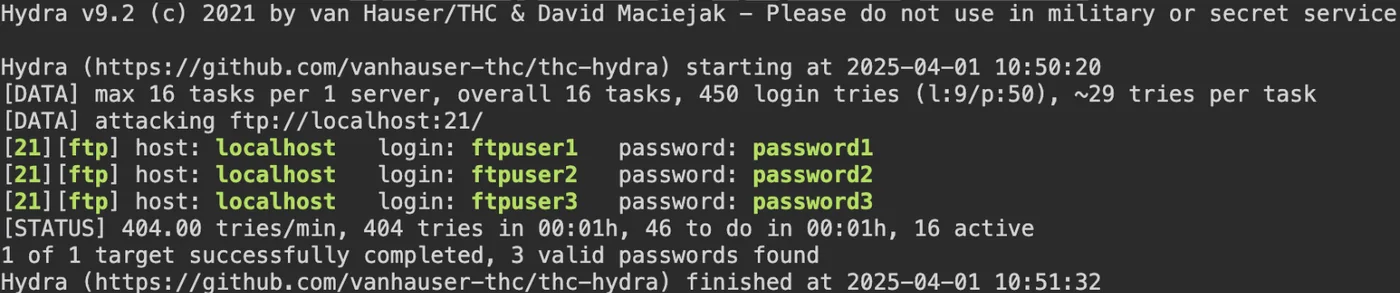 Hydra v9.2 (c) 2021 by van Hauser/THC & David Maciejak - Please do not use in military or secret service
Hydra (https://github.com/vanhauser-thc/thc-hydra) starting at 2025-04-01 10:50:20
[DATA] max 16 tasks per 1 server, overall 16 tasks, 450 login tries (l:9/p:50), ~29 tries per task
[DATA] attacking ftp://localhost:21/
[21][ftp] host: localhost   login: ftpuser1   password: password1
[21][ftp] host: localhost   login: ftpuser2   password: password2
[21][ftp] host: localhost   login: ftpuser3   password: password3
[STATUS] 404.00 tries/min, 404 tries in 00:01h, 46 to do in 00:01h, 16 active
1 of 1 target successfully completed, 3 valid passwords found
Hydra (https://github.com/vanhauser-thc/thc-hydra) finished at 2025-04-01 10:51:32